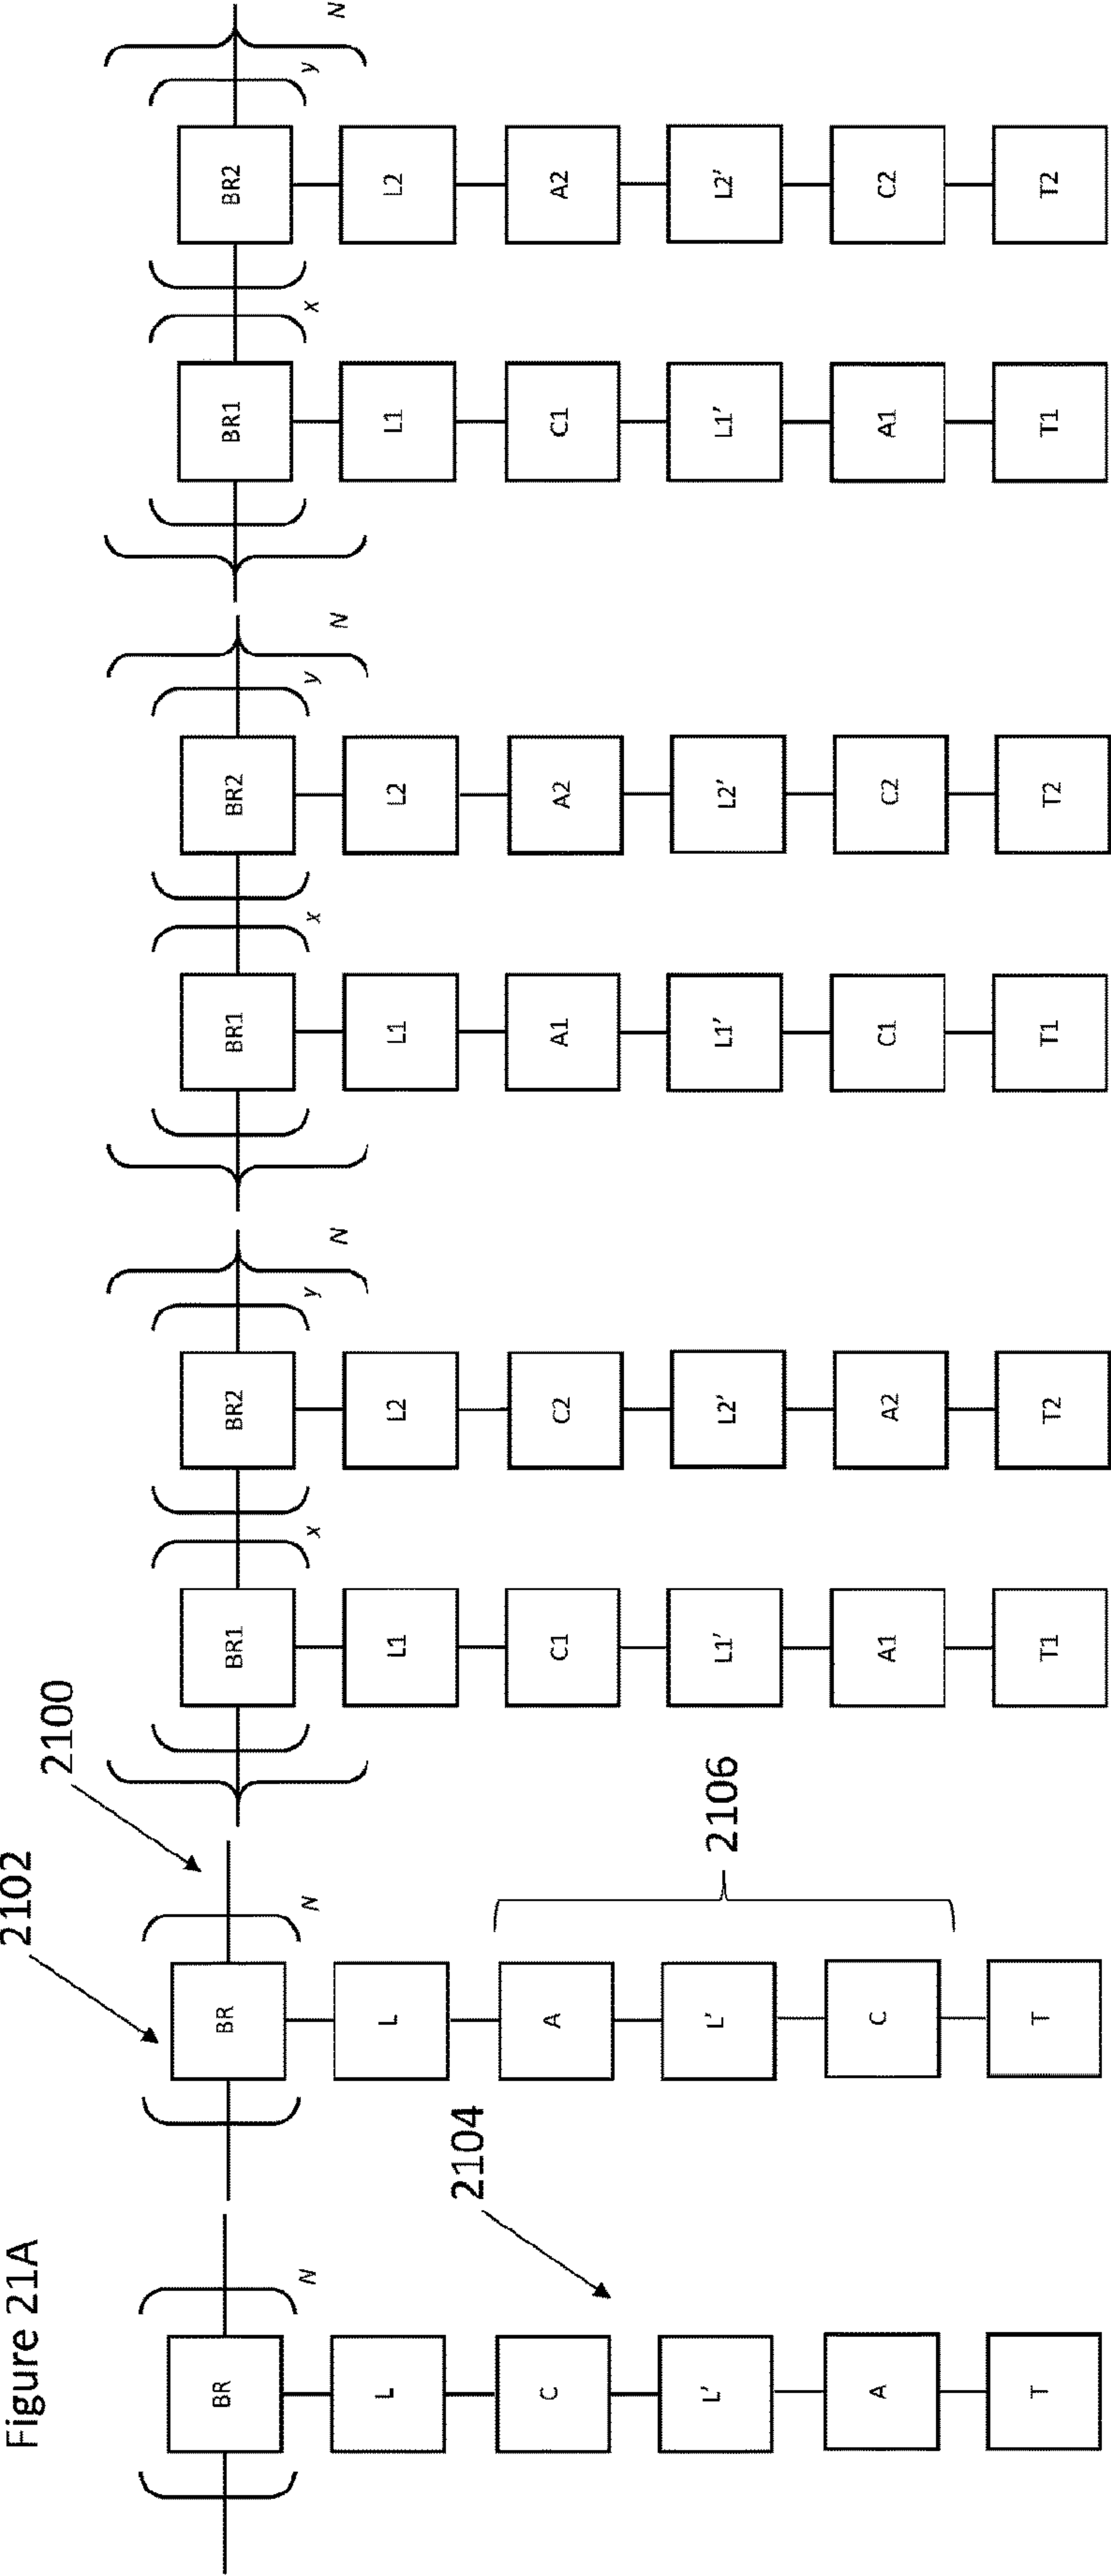 Figure 21A
2102
2100
BR BR BR1 BR2 BR1 BR2 BR1 BR2
N N x y N x y N x y N
L L L1 L2 L1 L2 L1 L2
2104
C A C1 C2 A1 A2 C1 A2
L' L' L1' L2' L1' L2' L1' L2'
2106
A C A1 A2 C1 C2 A1 C2
T T T1 T2 T1 T2 T1 T2